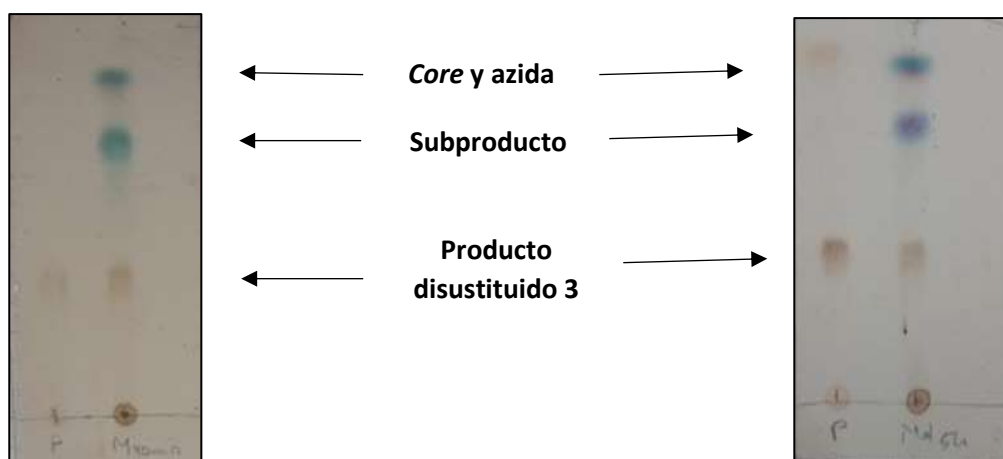 Core y azida
Subproducto
Producto
disustituido 3
P
P